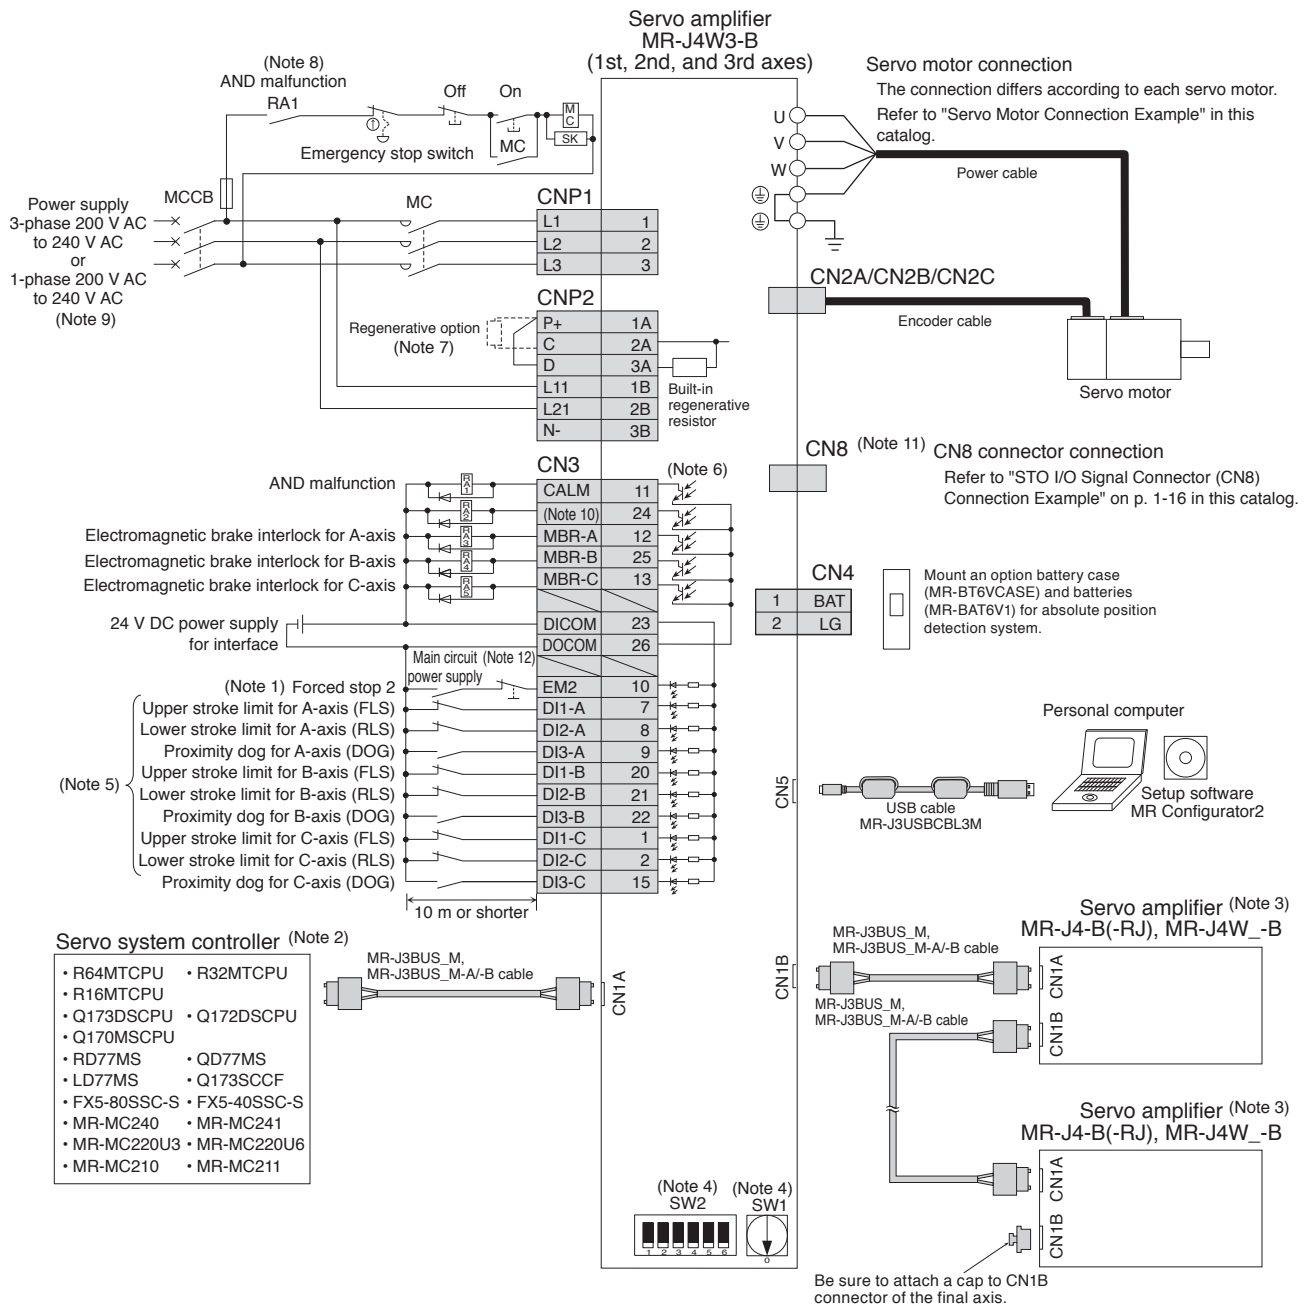 Servo amplifier
MR-J4W3-B
(1st, 2nd, and 3rd axes)
(Note 8)
AND malfunction
RA1
Off
On
MC
SK
MC
Emergency stop switch
Servo motor connection
The connection differs according to each servo motor.
Refer to "Servo Motor Connection Example" in this
catalog.
U
V
W
Power cable
MCCB
MC
Power supply
3-phase 200 V AC
to 240 V AC
or
1-phase 200 V AC
to 240 V AC
(Note 9)
CNP1
L1 1
L2 2
L3 3
CN2A/CN2B/CN2C
Encoder cable
Servo motor
CNP2
Regenerative option
(Note 7)
P+ 1A
C 2A
D 3A
L11 1B
L21 2B
N- 3B
Built-in
regenerative
resistor
CN8 (Note 11)
CN8 connector connection
Refer to "STO I/O Signal Connector (CN8)
Connection Example" on p. 1-16 in this catalog.
CN3
(Note 6)
AND malfunction RA1 CALM 11
RA2 (Note 10) 24
Electromagnetic brake interlock for A-axis RA3 MBR-A 12
Electromagnetic brake interlock for B-axis RA4 MBR-B 25
Electromagnetic brake interlock for C-axis RA5 MBR-C 13
24 V DC power supply
for interface
DICOM 23
DOCOM 26
CN4
1 BAT
2 LG
Mount an option battery case
(MR-BT6VCASE) and batteries
(MR-BAT6V1) for absolute position
detection system.
Main circuit
power supply
(Note 12)
(Note 1) Forced stop 2 EM2 10
Upper stroke limit for A-axis (FLS) DI1-A 7
Lower stroke limit for A-axis (RLS) DI2-A 8
Proximity dog for A-axis (DOG) DI3-A 9
(Note 5)
Upper stroke limit for B-axis (FLS) DI1-B 20
Lower stroke limit for B-axis (RLS) DI2-B 21
Proximity dog for B-axis (DOG) DI3-B 22
Upper stroke limit for C-axis (FLS) DI1-C 1
Lower stroke limit for C-axis (RLS) DI2-C 2
Proximity dog for C-axis (DOG) DI3-C 15
10 m or shorter
CN5
USB cable
MR-J3USBCBL3M
Personal computer
Setup software
MR Configurator2
Servo system controller (Note 2)
• R64MTCPU • R32MTCPU
• R16MTCPU
• Q173DSCPU • Q172DSCPU
• Q170MSCPU
• RD77MS • QD77MS
• LD77MS • Q173SCCF
• FX5-80SSC-S • FX5-40SSC-S
• MR-MC240 • MR-MC241
• MR-MC220U3 • MR-MC220U6
• MR-MC210 • MR-MC211
MR-J3BUS_M,
MR-J3BUS_M-A/-B cable
CN1A
CN1B
MR-J3BUS_M,
MR-J3BUS_M-A/-B cable
MR-J3BUS_M,
MR-J3BUS_M-A/-B cable
Servo amplifier (Note 3)
MR-J4-B(-RJ), MR-J4W_-B
CN1A
CN1B
Servo amplifier (Note 3)
MR-J4-B(-RJ), MR-J4W_-B
CN1A
CN1B
(Note 4)
SW2
1 2 3 4 5 6
(Note 4)
SW1
0
Be sure to attach a cap to CN1B
connector of the final axis.